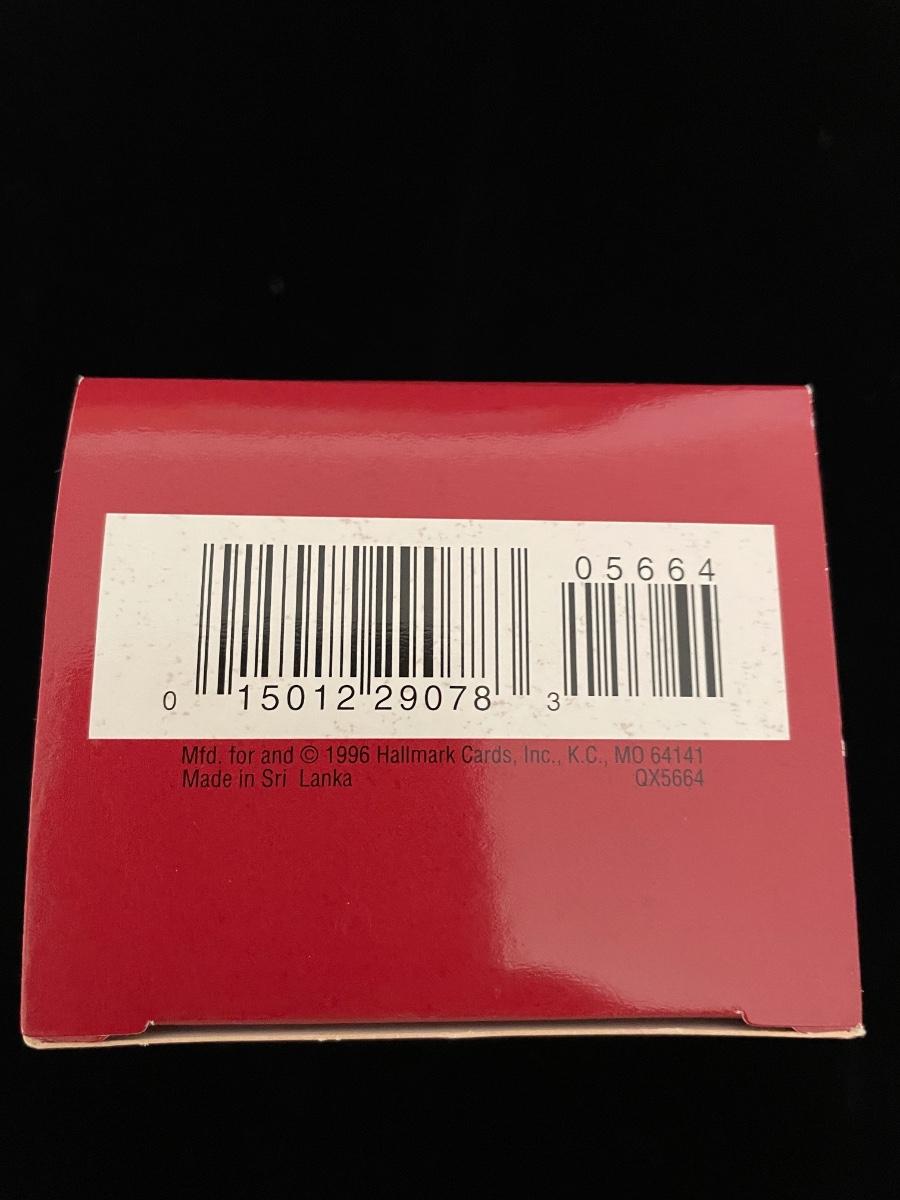 05664
0 15012 29078 3
Mfd. for and © 1996 Hallmark Cards, Inc., K.C., MO 64141
Made in Sri Lanka QX5664